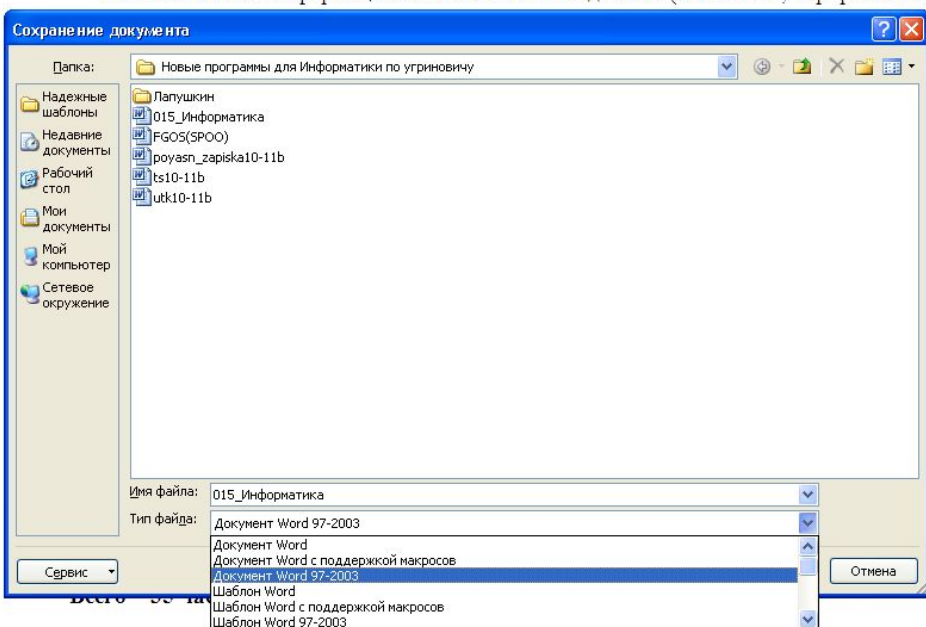 Сохранение документа
Папка:
Новые программы для Информатики по угриновичу
Надежные
шаблоны
Недавние
документы
Рабочий
стол
Мои
документы
Мой
компьютер
Сетевое
окружение
Лапушкин
015_Информатика
FGOS(SPOO)
poyasn_zapiska10-11b
ts10-11b
utk10-11b
Имя файла:
015_Информатика
Тип файла:
Документ Word 97-2003
Документ Word
Документ Word с поддержкой макросов
Документ Word 97-2003
Шаблон Word
Шаблон Word с поддержкой макросов
Шаблон Word 97-2003
Сервис
Отмена